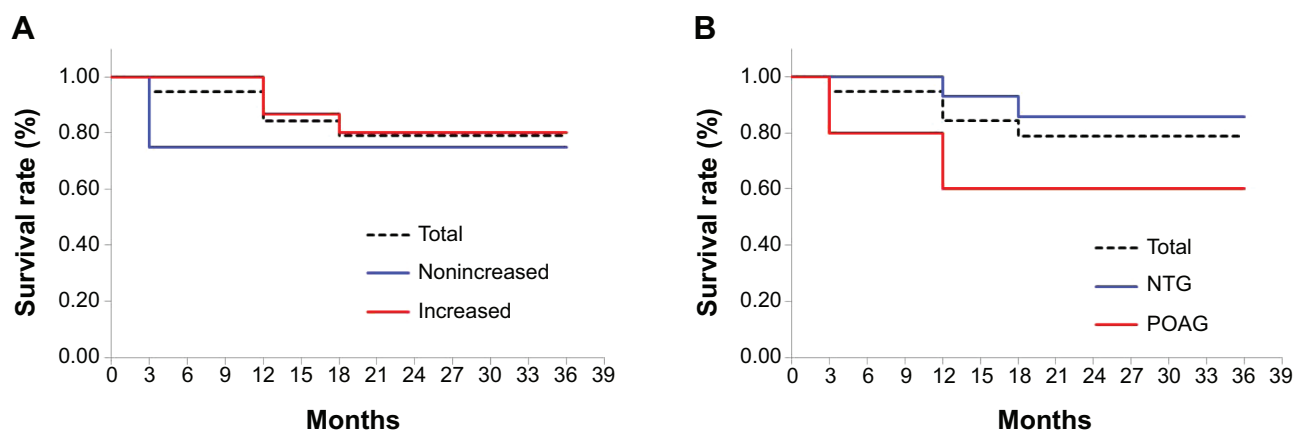 A
Survival rate (%)
1.00
0.80
0.60
0.40
0.20
0.00
Total
Nonincreased
Increased
0 3 6 9 12 15 18 21 24 27 30 33 36 39
Months
B
Survival rate (%)
1.00
0.80
0.60
0.40
0.20
0.00
Total
NTG
POAG
0 3 6 9 12 15 18 21 24 27 30 33 36 39
Months